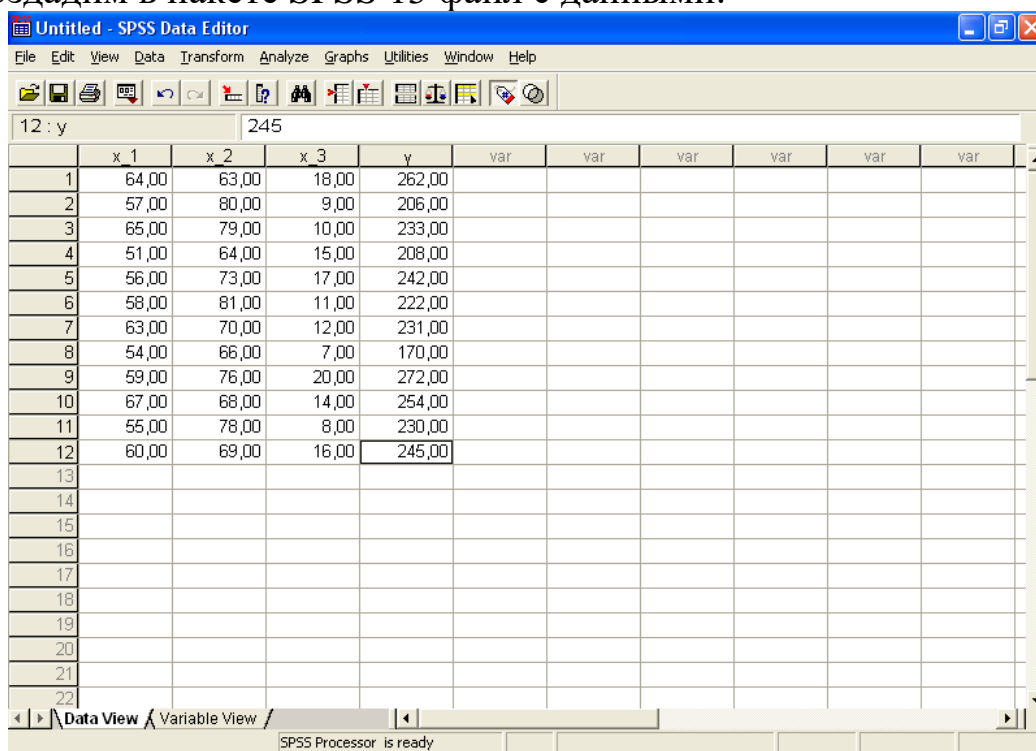 создадим в пакете SPSS 13 файл с данными:
Untitled - SPSS Data Editor
File Edit View Data Transform Analyze Graphs Utilities Window Help
12 : y 245
x_1 x_2 x_3 y var var var var var var
1 64,00 63,00 18,00 262,00
2 57,00 80,00 9,00 206,00
3 65,00 79,00 10,00 233,00
4 51,00 64,00 15,00 208,00
5 56,00 73,00 17,00 242,00
6 58,00 81,00 11,00 222,00
7 63,00 70,00 12,00 231,00
8 54,00 66,00 7,00 170,00
9 59,00 76,00 20,00 272,00
10 67,00 68,00 14,00 254,00
11 55,00 78,00 8,00 230,00
12 60,00 69,00 16,00 245,00
13
14
15
16
17
18
19
20
21
22
Data View Variable View
SPSS Processor is ready